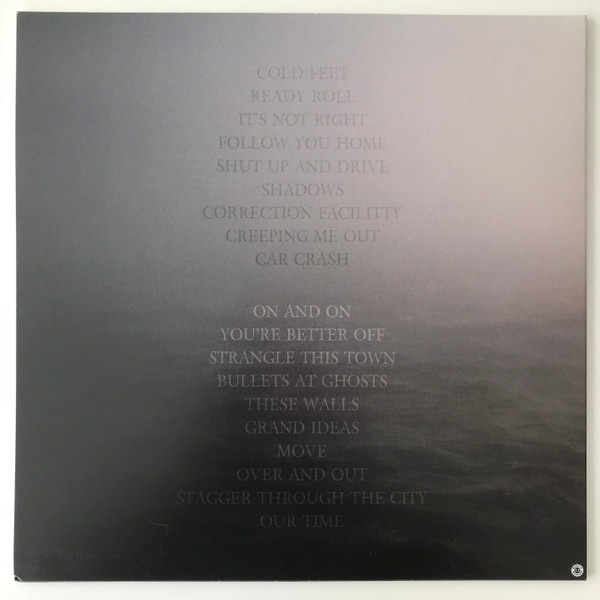 COLD FEET
READY ROLL
IT'S NOT RIGHT
FOLLOW YOU HOME
SHUT UP AND DRIVE
SHADOWS
CORRECTION FACILITTY
CREEPING ME OUT
CAR CRASH
ON AND ON
YOU'RE BETTER OFF
STRANGLE THIS TOWN
BULLETS AT GHOSTS
THESE WALLS
GRAND IDEAS
MOVE
OVER AND OUT
STAGGER THROUGH THE CITY
OUR TIME